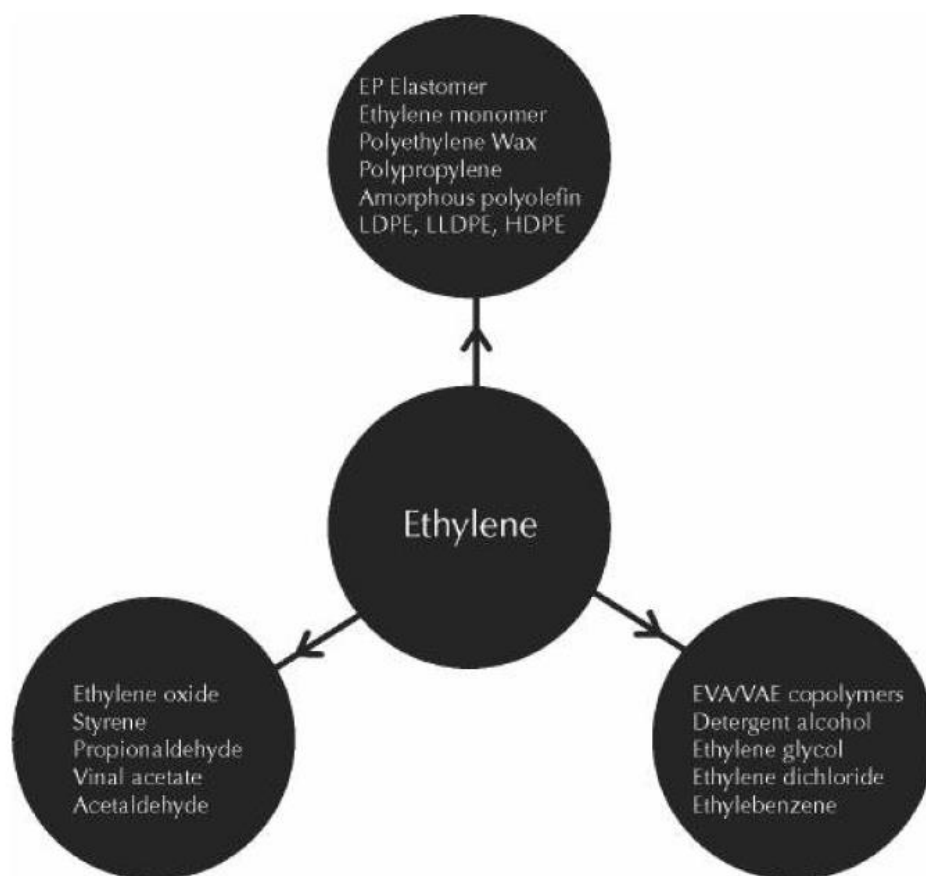 EP Elastomer
Ethylene monomer
Polyethylene Wax
Polypropylene
Amorphous polyolefin
LDPE, LLDPE, HDPE
Ethylene
Ethylene oxide
Styrene
Propionaldehyde
Vinal acetate
Acetaldehyde
EVA/VAE copolymers
Detergent alcohol
Ethylene glycol
Ethylene dichloride
Ethylebenzene